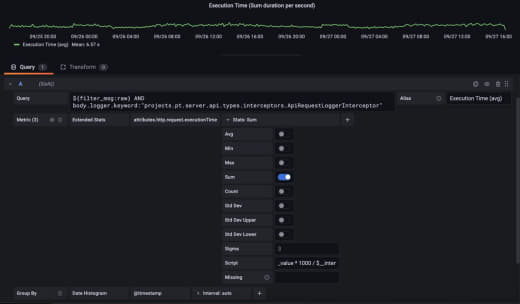 Execution Time (Sum duration per second)
09/25 20:00 09/26 00:00 09/26 04:00 09/26 08:00 09/26 12:00 09/26 16:00 09/26 20:00 09/27 00:00 09/27 04:00 09/27 08:00 09/27 12:00 09/27 16:00
Execution Time (avg) Mean: 6.57 s
Query 1 Transform 0
A
Query ${filter_msg:raw} AND Alias Execution Time (avg)
body.logger.keyword:"projects.pt.server.api.types.interceptors.ApiRequestLoggerInterceptor"
Metric (3) Extended Stats attributes.http.request.executionTime Stats: Sum +
Avg
Min
Max
Sum
Count
Std Dev
Std Dev Upper
Std Dev Lower
Sigma 3
Script _value * 1000 / $__inter
Missing
Group By Date Histogram @timestamp Interval: auto +